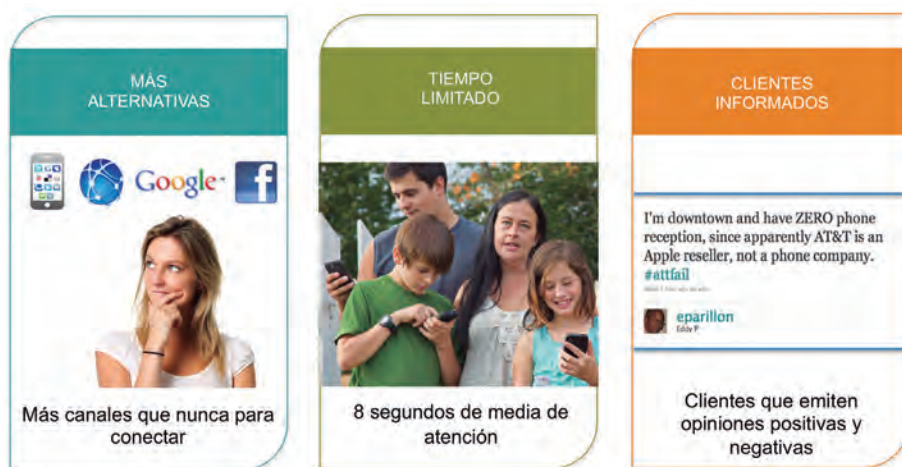 MÁS
ALTERNATIVAS
Google
f
Más canales que nunca para
conectar
TIEMPO
LIMITADO
8 segundos de media de
atención
CLIENTES
INFORMADOS
I'm downtown and have ZERO phone
reception, since apparently AT&T is an
Apple reseller, not a phone company.
#attfail
eparillon
Eddy P
Clientes que emiten
opiniones positivas y
negativas